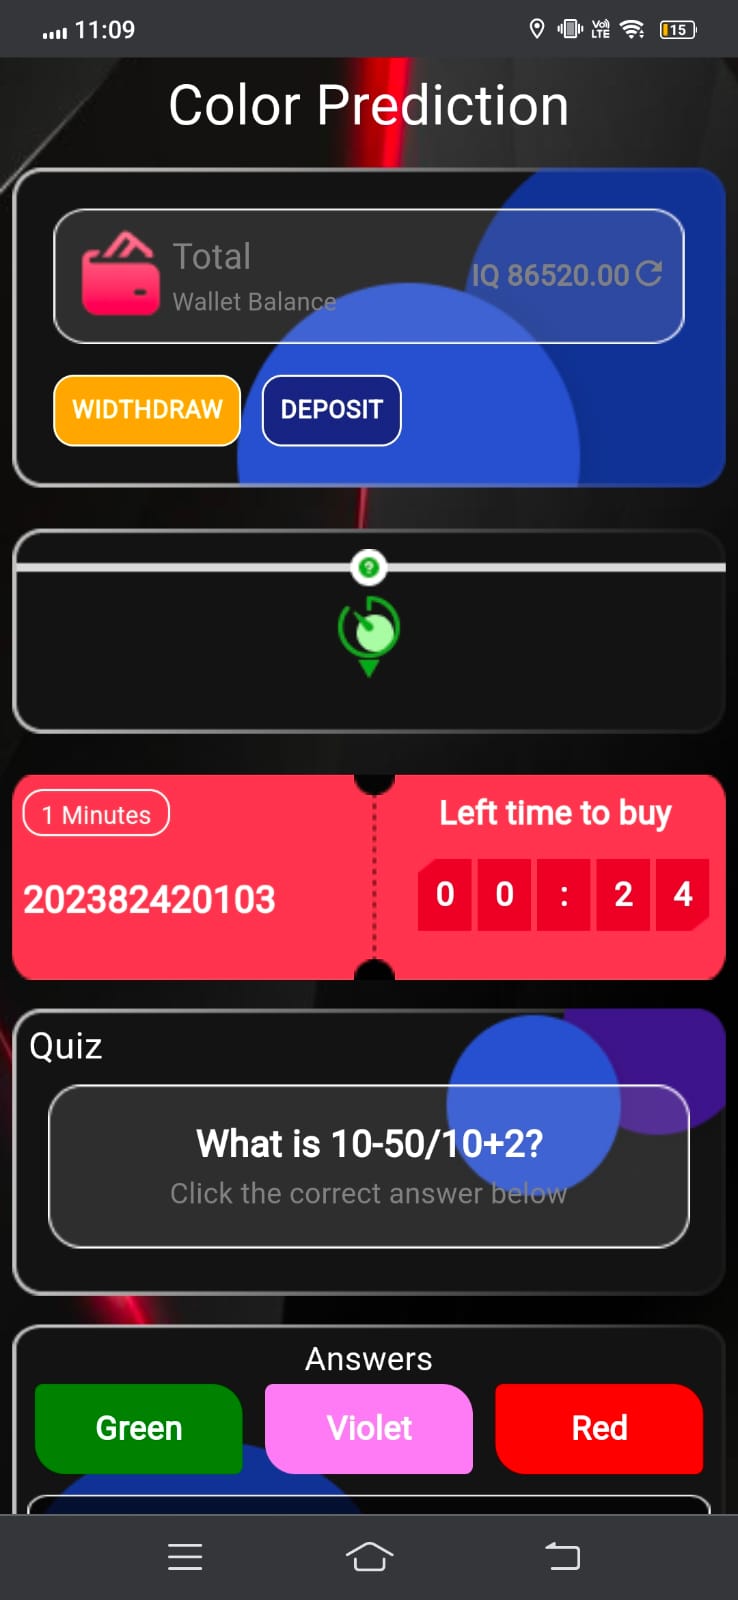 11:09
Vo)
LTE
15
Color Prediction
Total
Wallet Balance
IQ 86520.00
WIDTHDRAW
DEPOSIT
?
1 Minutes
Left time to buy
202382420103
0 0 : 2 4
Quiz
What is 10-50/10+2?
Click the correct answer below
Answers
Green
Violet
Red